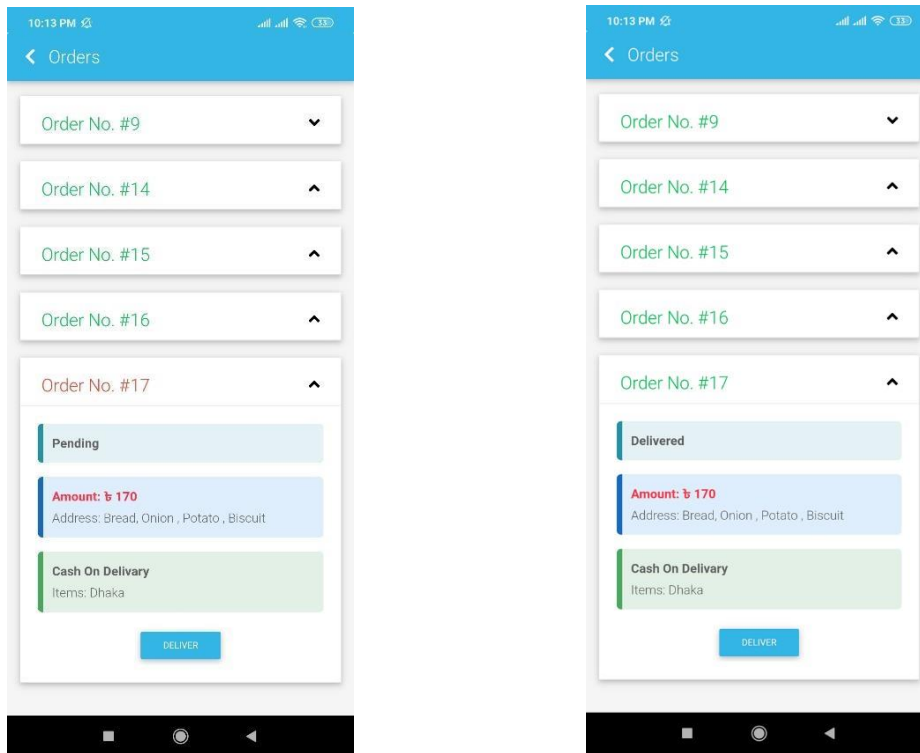 10:13 PM
33
Orders
Order No. #9
Order No. #14
Order No. #15
Order No. #16
Order No. #17
Pending
Amount: ৳ 170
Address: Bread, Onion , Potato , Biscuit
Cash On Delivary
Items: Dhaka
DELIVER
10:13 PM
33
Orders
Order No. #9
Order No. #14
Order No. #15
Order No. #16
Order No. #17
Delivered
Amount: ৳ 170
Address: Bread, Onion , Potato , Biscuit
Cash On Delivary
Items: Dhaka
DELIVER